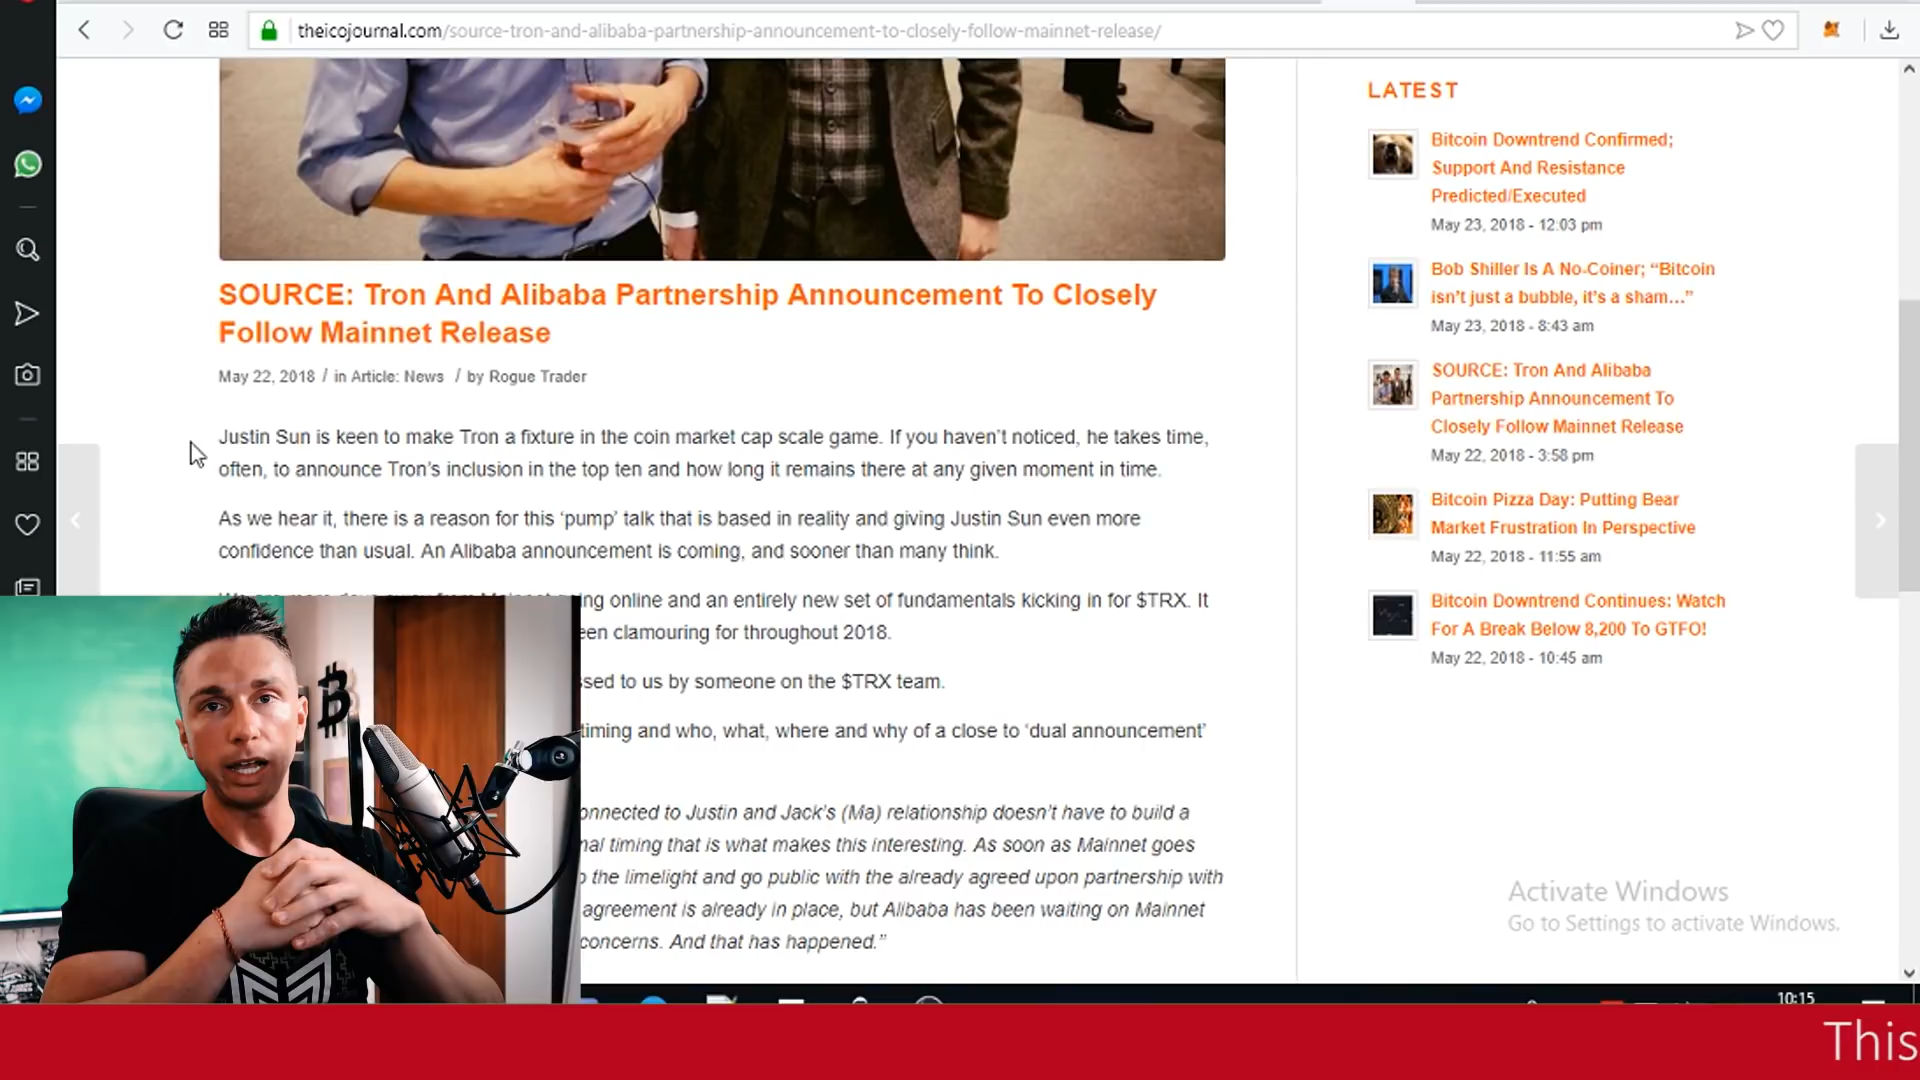 theicojournal.com/source-tron-and-alibaba-partnership-announcement-to-closely-follow-mainnet-release/
SOURCE: Tron And Alibaba Partnership Announcement To Closely
Follow Mainnet Release
May 22, 2018 / in Article: News / by Rogue Trader
Justin Sun is keen to make Tron a fixture in the coin market cap scale game. If you haven't noticed, he takes time,
often, to announce Tron's inclusion in the top ten and how long it remains there at any given moment in time.
As we hear it, there is a reason for this ‘pump’ talk that is based in reality and giving Justin Sun even more
confidence than usual. An Alibaba announcement is coming, and sooner than many think.
online and an entirely new set of fundamentals kicking in for $TRX. It
clamouring for throughout 2018.
to us by someone on the $TRX team.
timing and who, what, where and why of a close to ‘dual announcement’
to Justin and Jack's (Ma) relationship doesn't have to build a
timing that is what makes this interesting. As soon as Mainnet goes
the limelight and go public with the already agreed upon partnership with
agreement is already in place, but Alibaba has been waiting on Mainnet
concerns. And that has happened.”
LATEST
Bitcoin Downtrend Confirmed;
Support And Resistance
Predicted/Executed
May 23, 2018 - 12:03 pm
Bob Shiller Is A No-Coiner; “Bitcoin
isn't just a bubble, it's a sham...”
May 23, 2018 - 8:43 am
SOURCE: Tron And Alibaba
Partnership Announcement To
Closely Follow Mainnet Release
May 22, 2018 - 3:58 pm
Bitcoin Pizza Day: Putting Bear
Market Frustration In Perspective
May 22, 2018 - 11:55 am
Bitcoin Downtrend Continues: Watch
For A Break Below 8,200 To GTFO!
May 22, 2018 - 10:45 am
Activate Windows
Go to Settings to activate Windows.
10:15
This